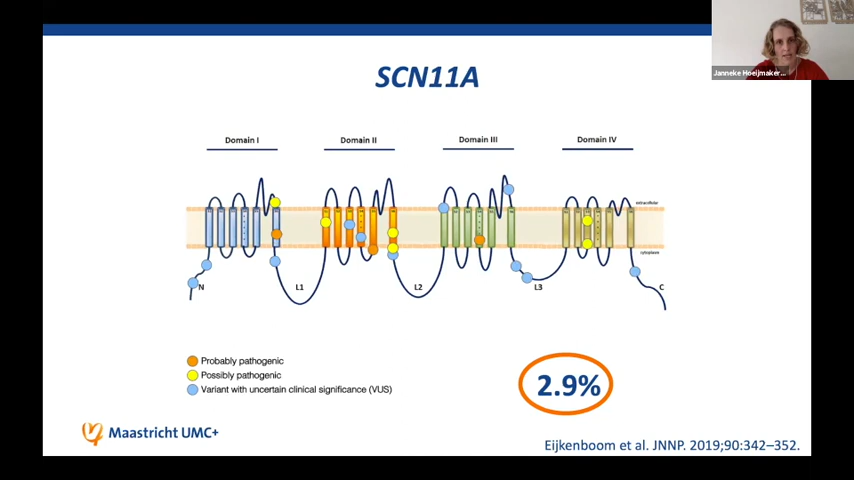 Janneke Hoeijmaker...
SCN11A
Domain I
Domain II
Domain III
Domain IV
extracellular
cytoplasm
N
L1
L2
L3
C
Probably pathogenic
Possibly pathogenic
Variant with uncertain clinical significance (VUS)
2.9%
Maastricht UMC+
Eijkenboom et al. JNNP. 2019;90:342–352.